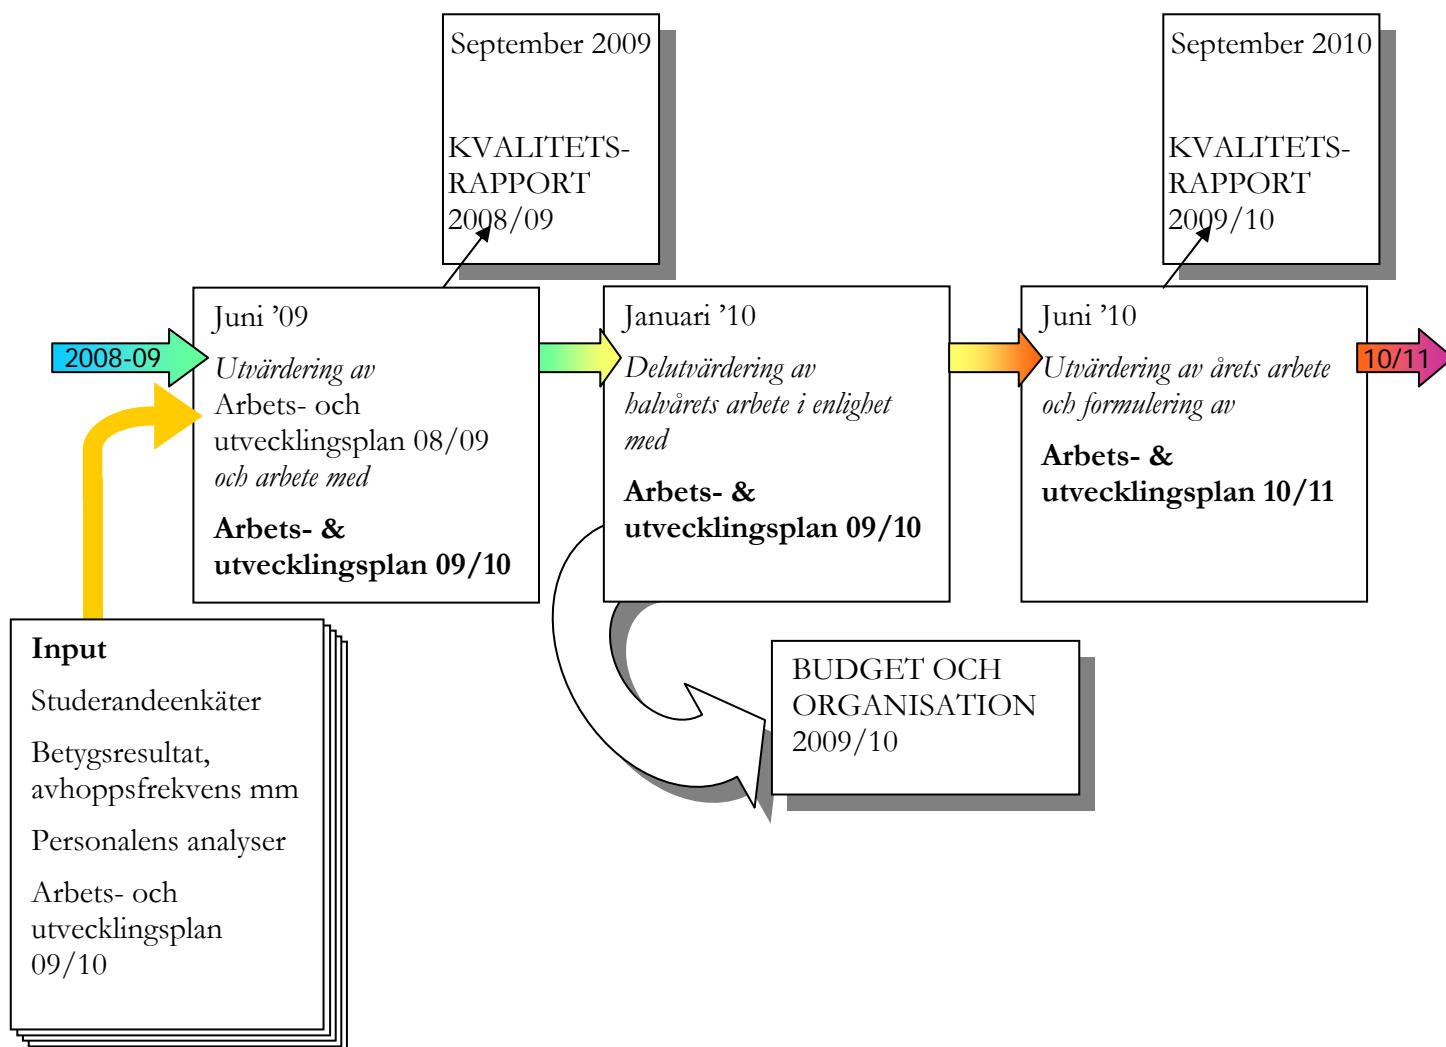 September 2009
KVALITETS-
RAPPORT
2008/09
September 2010
KVALITETS-
RAPPORT
2009/10
2008-09
Juni ’09
Utvärdering av
Arbets- och
utvecklingsplan 08/09
och arbete med
Arbets- &
utvecklingsplan 09/10
Januari ’10
Delutvärdering av
halvårets arbete i enlighet
med
Arbets- &
utvecklingsplan 09/10
Juni ’10
Utvärdering av årets arbete
och formulering av
Arbets- &
utvecklingsplan 10/11
10/11
Input
Studerandeenkäter
Betygsresultat,
avhoppsfrekvens mm
Personalens analyser
Arbets- och
utvecklingsplan
09/10
BUDGET OCH
ORGANISATION
2009/10